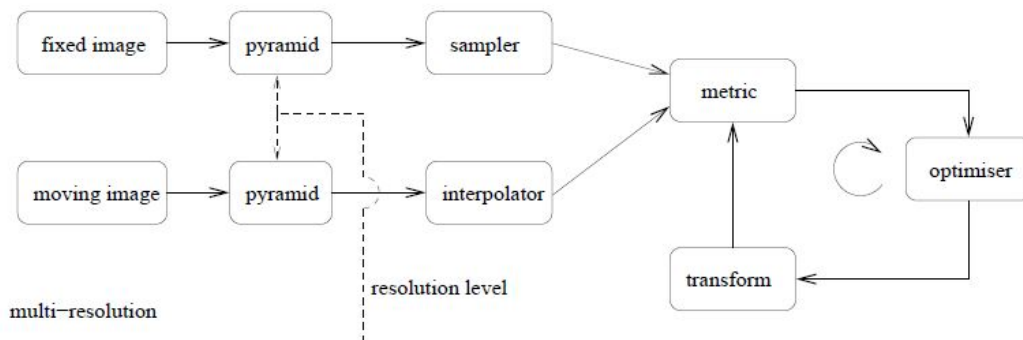 fixed image
pyramid
sampler
metric
moving image
pyramid
interpolator
optimiser
transform
resolution level
multi−resolution